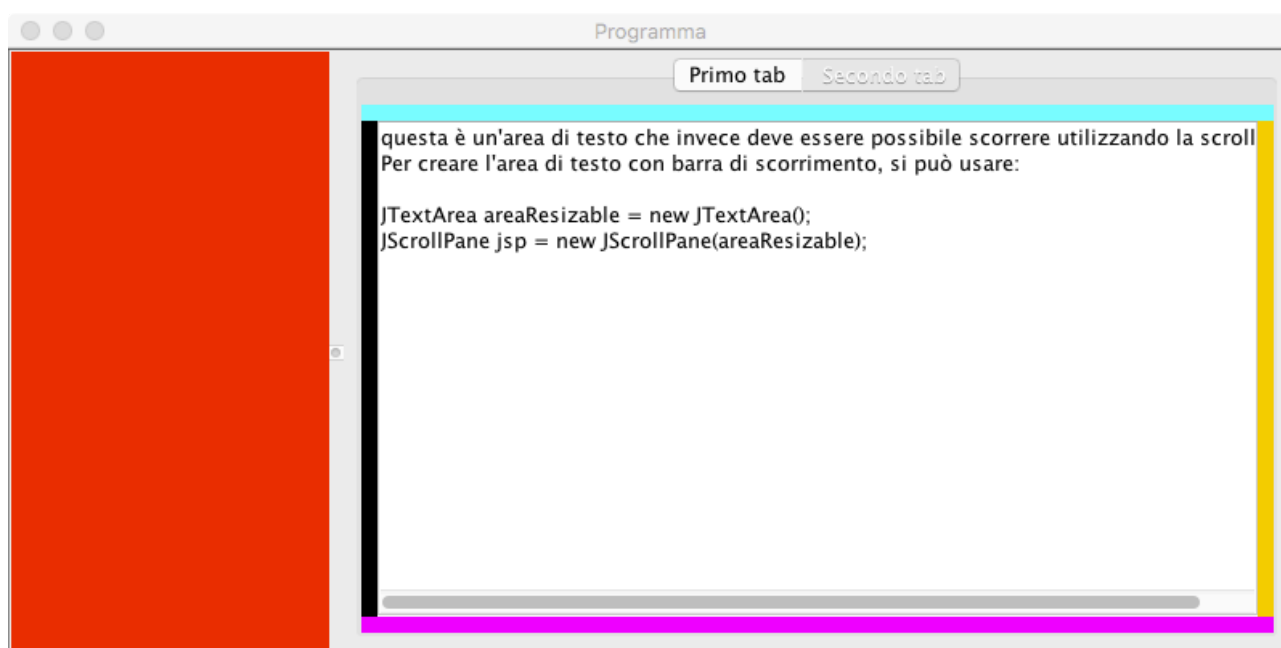 Programma
Primo tab
Secondo tab
questa è un'area di testo che invece deve essere possibile scorrere utilizzando la scroll
Per creare l'area di testo con barra di scorrimento, si può usare:
JTextArea areaResizable = new JTextArea();
JScrollPane jsp = new JScrollPane(areaResizable);